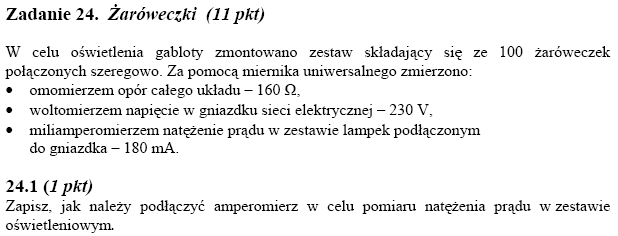 Zadanie 24. Żaróweczki (11 pkt)
W celu oświetlenia gabloty zmontowano zestaw składający się ze 100 żaróweczek
połączonych szeregowo. Za pomocą miernika uniwersalnego zmierzono:
• omomierzem opór całego układu – 160 Ω,
• woltomierzem napięcie w gniazdku sieci elektrycznej – 230 V,
• miliamperomierzem natężenie prądu w zestawie lampek podłączonym
do gniazdka – 180 mA.
24.1 (1 pkt)
Zapisz, jak należy podłączyć amperomierz w celu pomiaru natężenia prądu w zestawie
oświetleniowym.